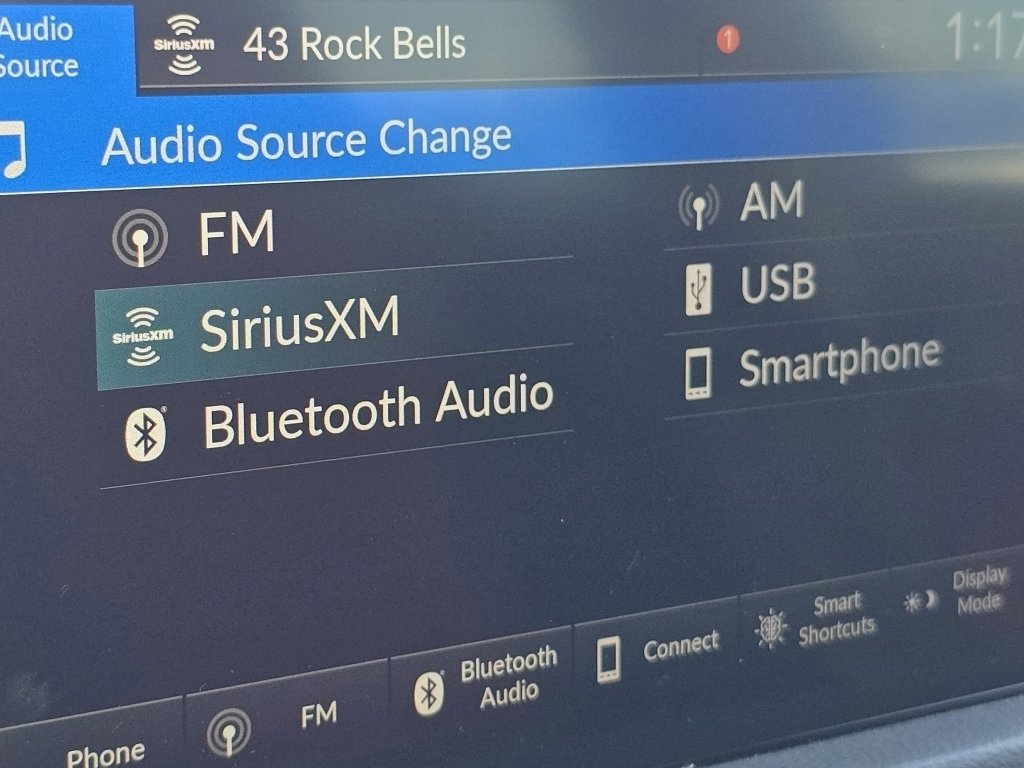 Audio
Source
SiriusXM
43 Rock Bells
1
1:17
Audio Source Change
FM
AM
SiriusXM
SiriusXM
USB
Bluetooth Audio
Smartphone
Phone
FM
Bluetooth
Audio
Connect
Smart
Shortcuts
Display
Mode